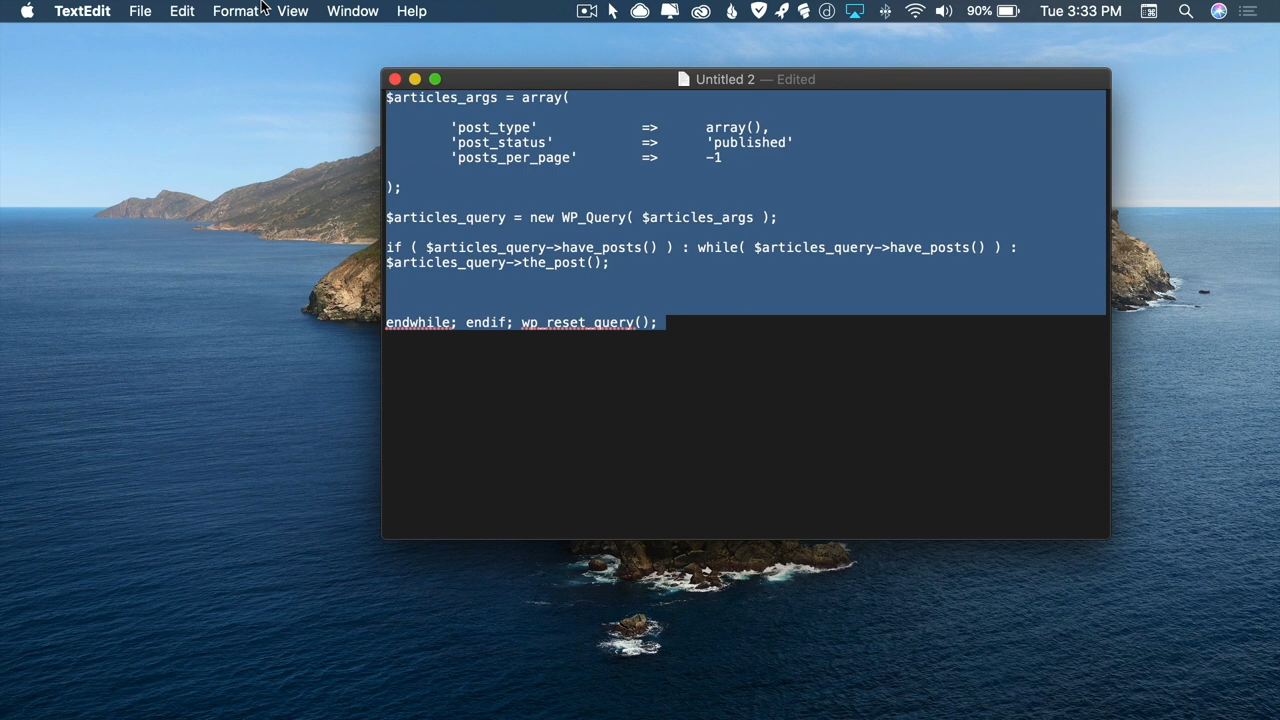 TextEdit File Edit Format View Window Help 90% Tue 3:33 PM
Untitled 2 — Edited
$articles_args = array(
'post_type' => array(),
'post_status' => 'published'
'posts_per_page' => -1
);
$articles_query = new WP_Query( $articles_args );
if ( $articles_query->have_posts() ) : while( $articles_query->have_posts() ) :
$articles_query->the_post();
endwhile; endif; wp_reset_query();